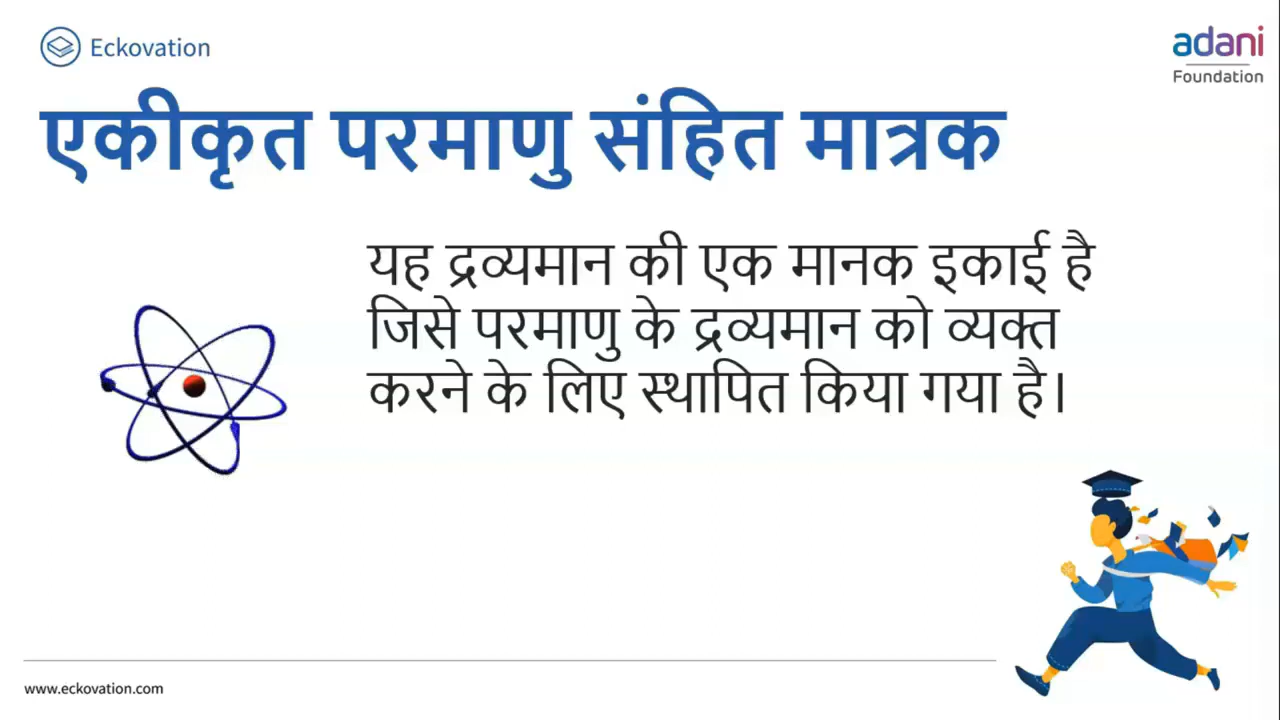 Eckovation
adani
Foundation
एकीकृत परमाणु संहित मात्रक
यह द्रव्यमान की एक मानक इकाई है
जिसे परमाणु के द्रव्यमान को व्यक्त
करने के लिए स्थापित किया गया है।
www.eckovation.com